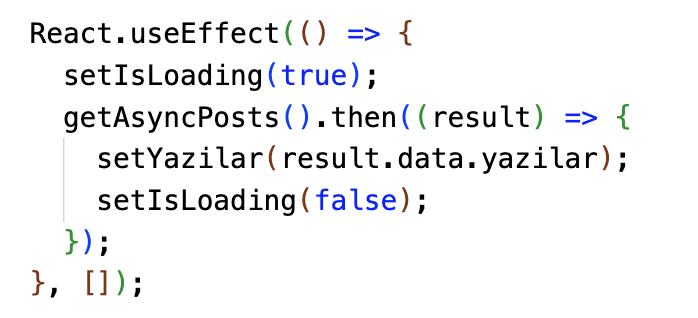 React.useEffect(() => {
  setIsLoading(true);
  getAsyncPosts().then((result) => {
    setYazilar(result.data.yazilar);
    setIsLoading(false);
  });
}, []);